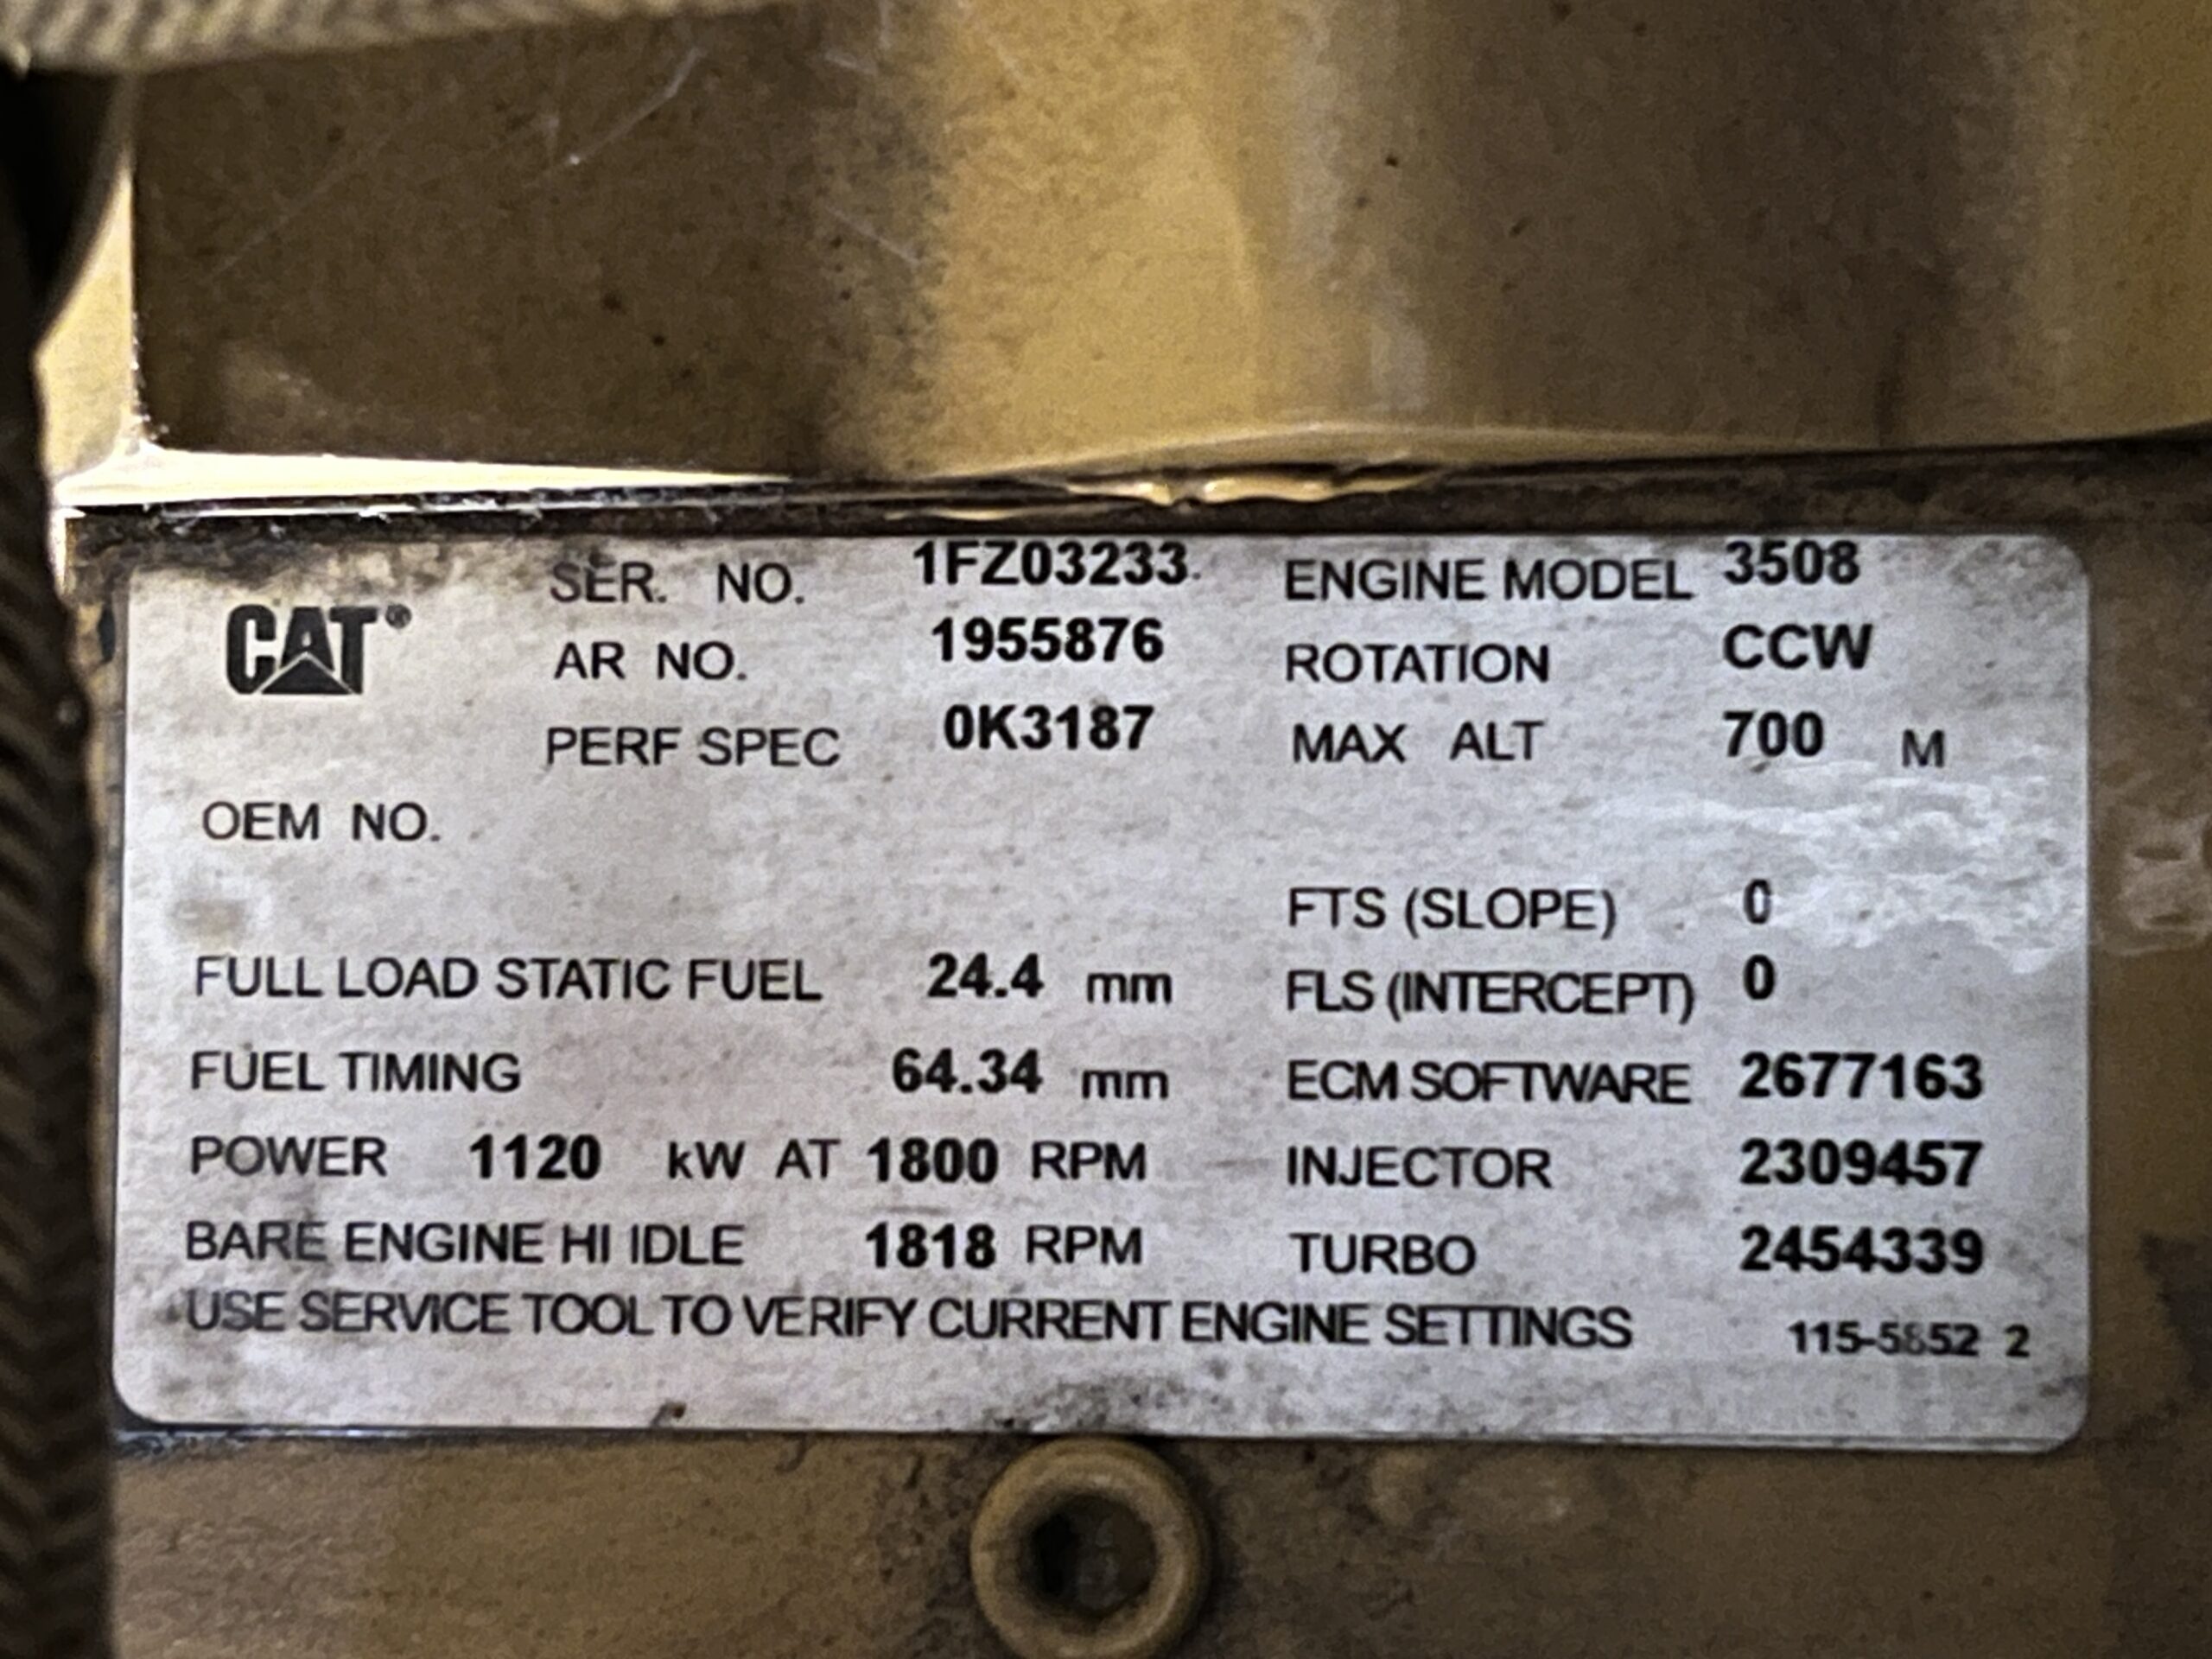 SER. NO. 1FZ03233 ENGINE MODEL 3508
CAT® AR NO. 1955876 ROTATION CCW
PERF SPEC 0K3187 MAX ALT 700 M
OEM NO.
FTS (SLOPE) 0
FULL LOAD STATIC FUEL 24.4 mm FLS (INTERCEPT) 0
FUEL TIMING 64.34 mm ECM SOFTWARE 2677163
POWER 1120 kW AT 1800 RPM INJECTOR 2309457
BARE ENGINE HI IDLE 1818 RPM TURBO 2454339
USE SERVICE TOOL TO VERIFY CURRENT ENGINE SETTINGS 2